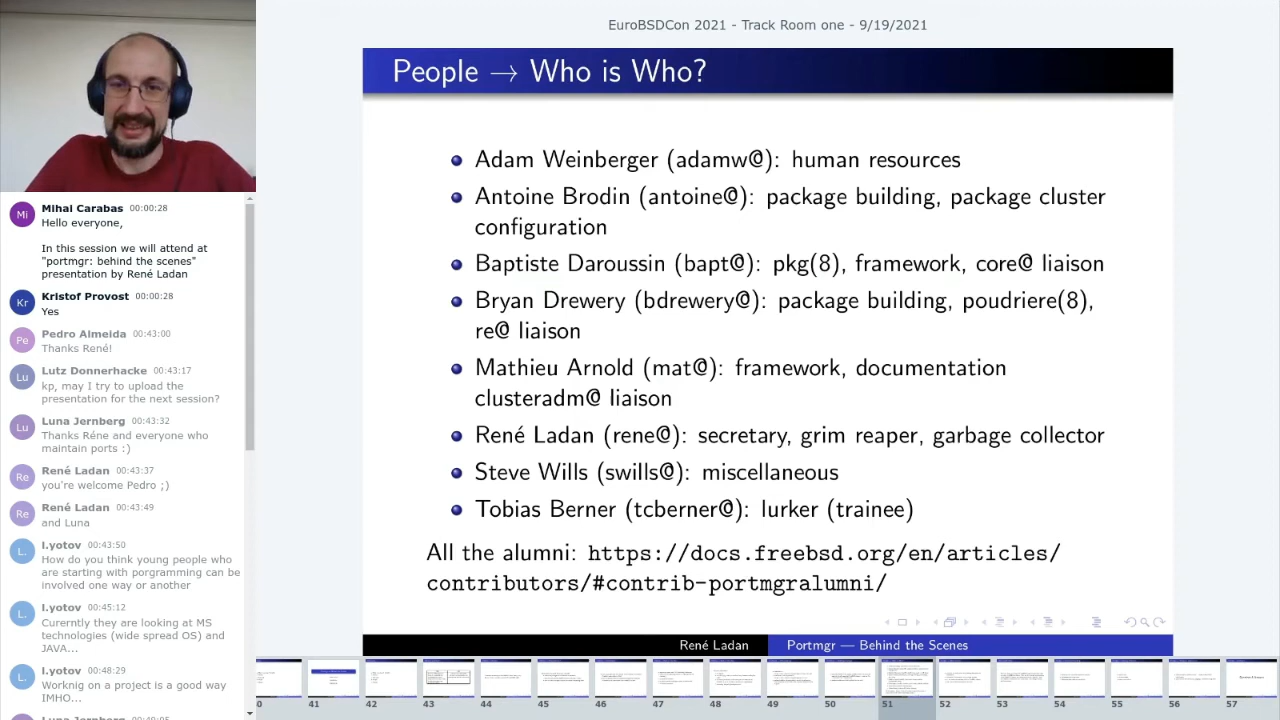 EuroBSDCon 2021 - Track Room one - 9/19/2021
People → Who is Who?
Adam Weinberger (adamw@): human resources
Antoine Brodin (antoine@): package building, package cluster
configuration
Baptiste Daroussin (bapt@): pkg(8), framework, core@ liaison
Bryan Drewery (bdrewery@): package building, poudriere(8),
re@ liaison
Mathieu Arnold (mat@): framework, documentation
clusteradm@ liaison
René Ladan (rene@): secretary, grim reaper, garbage collector
Steve Wills (swills@): miscellaneous
Tobias Berner (tcberner@): lurker (trainee)
All the alumni: https://docs.freebsd.org/en/articles/
contributors/#contrib-portmgralumni/
René Ladan
Portmgr — Behind the Scenes
Mi
Mihai Carabas 00:00:28
Hello everyone,
In this session we will attend at
"portmgr: behind the scenes"
presentation by René Ladan
Kr
Kristof Provost 00:00:28
Yes
Pe
Pedro Almeida 00:43:00
Thanks René!
Lu
Lutz Donnerhacke 00:43:17
kp, may I try to upload the
presentation for the next session?
Lu
Luna Jernberg 00:43:32
Thanks Réne and everyone who
maintain ports :)
Re
René Ladan 00:43:37
you're welcome Pedro ;)
Re
René Ladan 00:43:49
and Luna
I.
I.yotov 00:43:50
How do you think young people who
are starting with porgramming can be
involved one way or another
I.
I.yotov 00:45:12
Curerntly they are looking at MS
technologies (wide spread OS) and
JAVA...
I.
I.yotov 00:48:29
Worknig on a project is a good way
IMHO...
Luna Jernberg
41 42 43 44 45 46 47 48 49 50 51 52 53 54 55 56 57